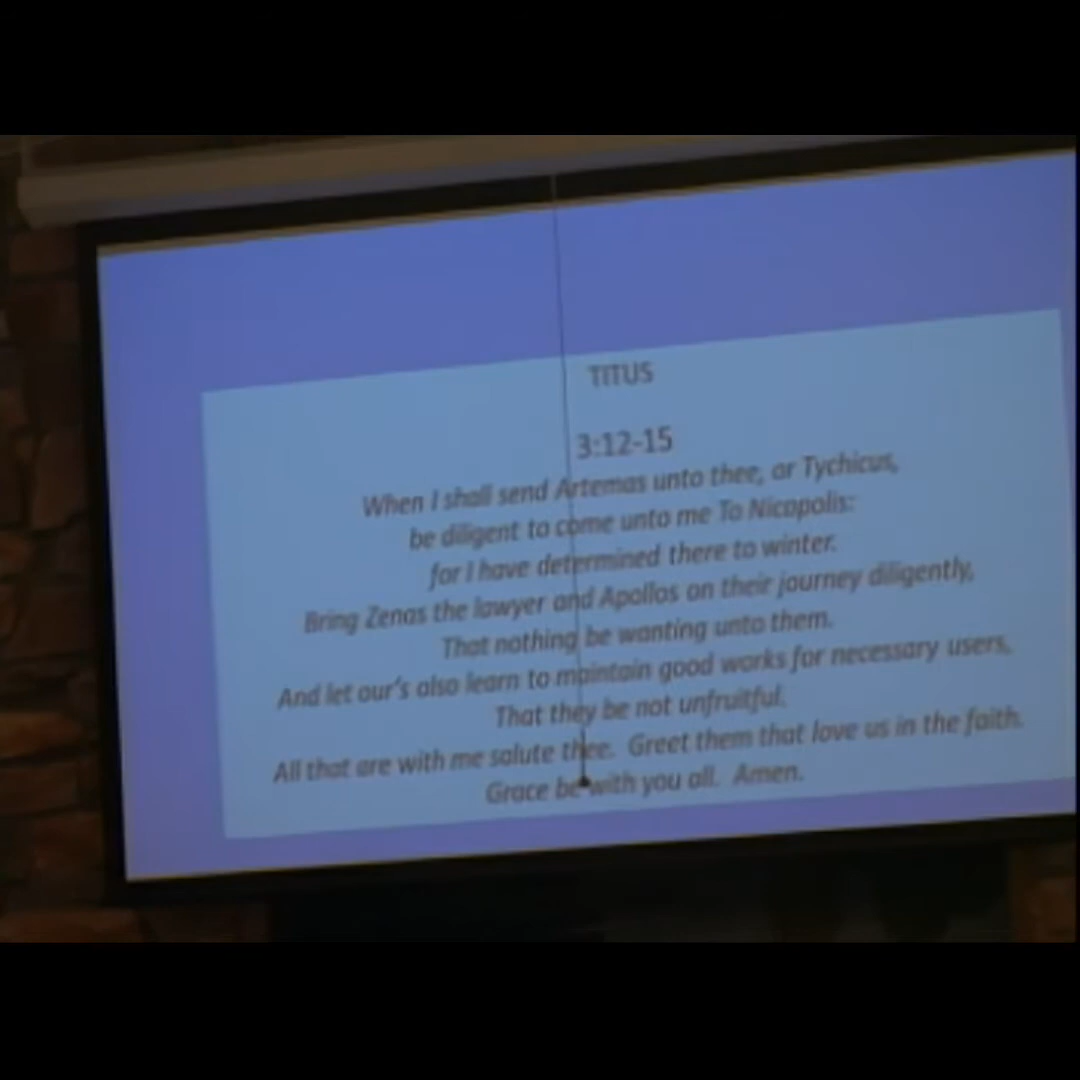 TITUS
3:12-15
When I shall send Artemas unto thee, or Tychicus,
be diligent to come unto me To Nicopolis:
for I have determined there to winter.
Bring Zenas the lawyer and Apollos on their journey diligently,
That nothing be wanting unto them.
And let our's also learn to maintain good works for necessary users,
That they be not unfruitful.
All that are with me salute thee. Greet them that love us in the faith.
Grace be with you all. Amen.